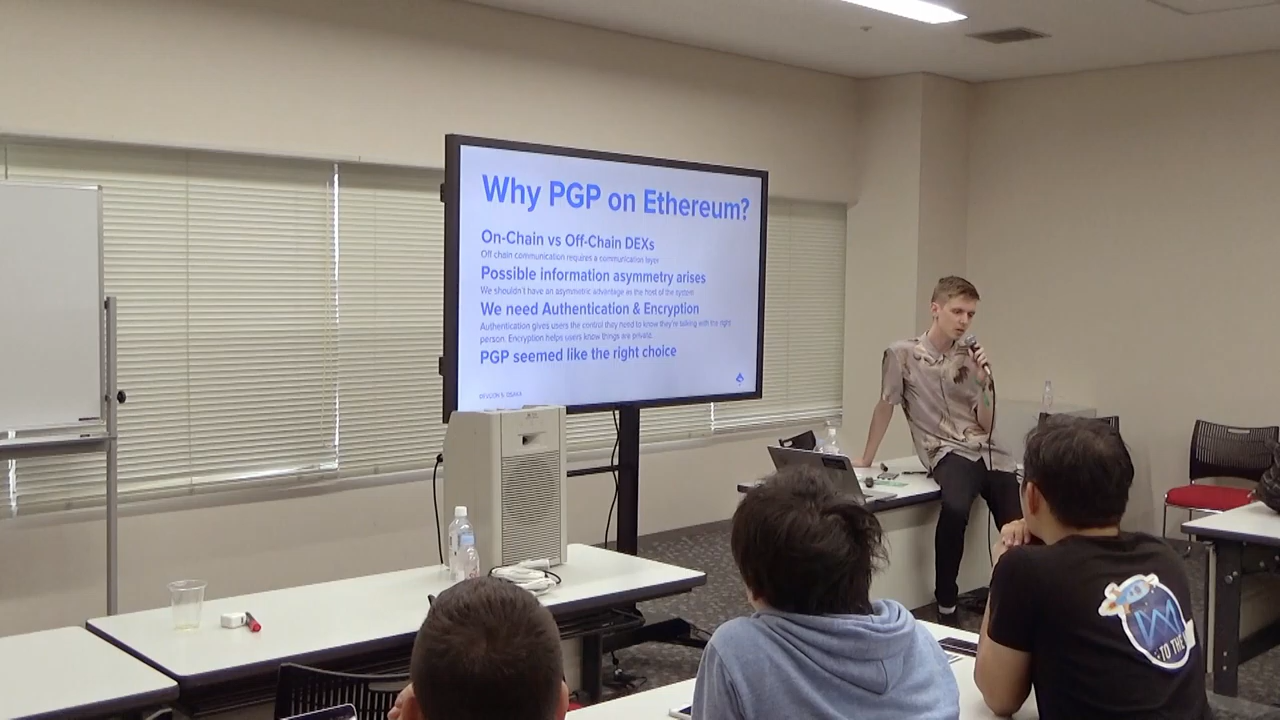 Why PGP on Ethereum?
On-Chain vs Off-Chain DEXs
Off chain communication requires a communication layer
Possible information asymmetry arises
We shouldn't have an asymmetric advantage as the host of the system
We need Authentication & Encryption
Authentication gives users the control they need to know they're talking with the right
person. Encryption helps users know things are private.
PGP seemed like the right choice
DEVCON 5, OSAKA
TO THE